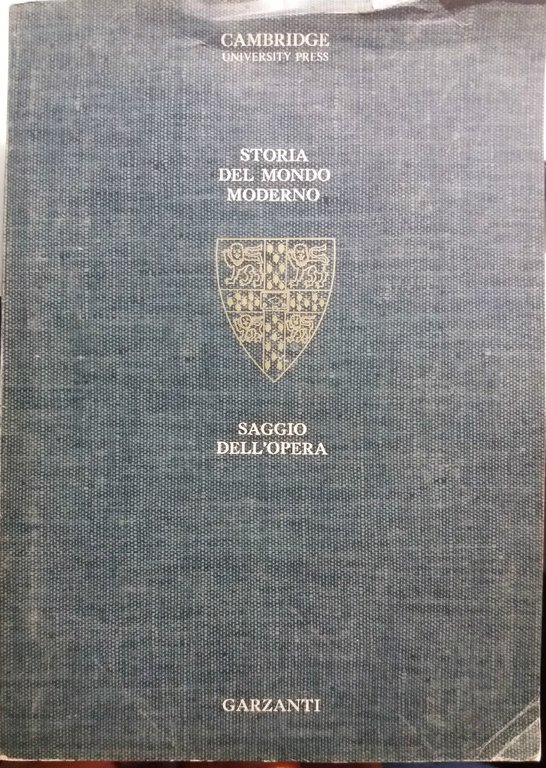 CAMBRIDGE
UNIVERSITY PRESS
STORIA
DEL MONDO
MODERNO
SAGGIO
DELL'OPERA
GARZANTI